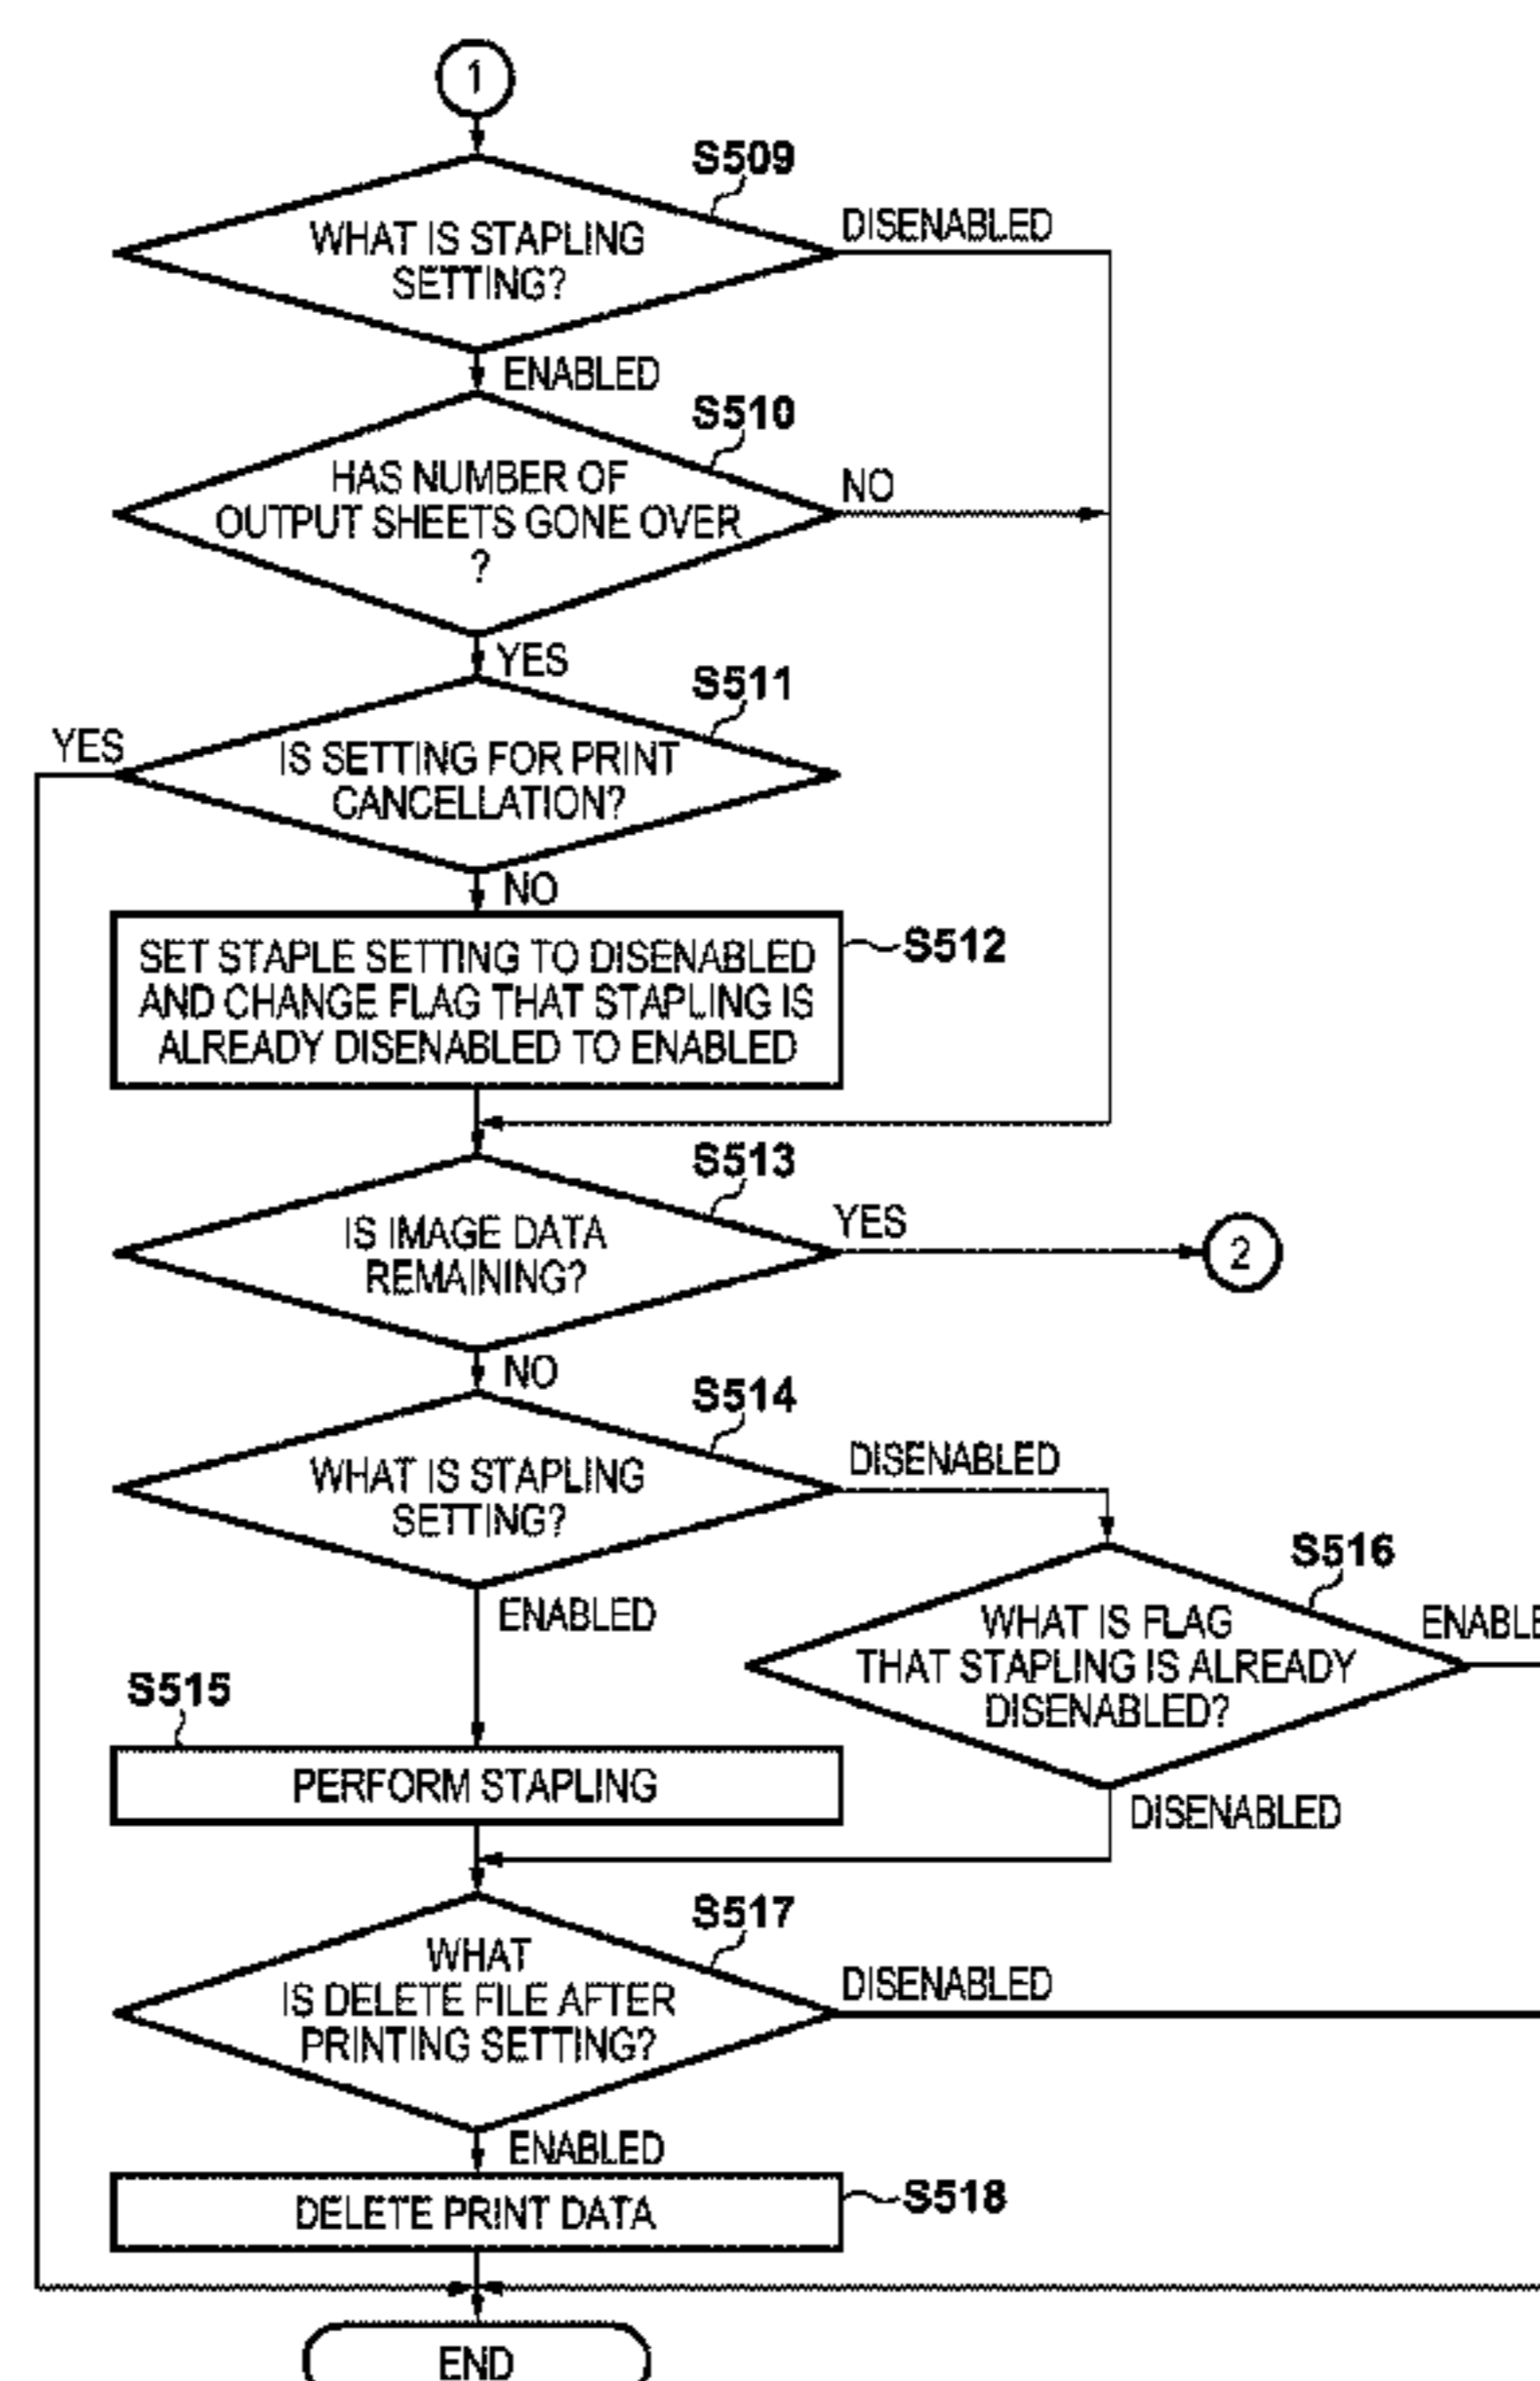 1
S509
WHAT IS STAPLING
SETTING?
DISENABLED
ENABLED
S510
HAS NUMBER OF
OUTPUT SHEETS GONE OVER
?
NO
YES
S511
YES
IS SETTING FOR PRINT
CANCELLATION?
NO
SET STAPLE SETTING TO DISENABLED
AND CHANGE FLAG THAT STAPLING IS
ALREADY DISENABLED TO ENABLED
S512
S513
IS IMAGE DATA
REMAINING?
YES
2
NO
S514
WHAT IS STAPLING
SETTING?
DISENABLED
ENABLED
S516
WHAT IS FLAG
THAT STAPLING IS ALREADY
DISENABLED?
DISENABLED
S515
PERFORM STAPLING
S517
WHAT
IS DELETE FILE AFTER
PRINTING SETTING?
DISENABLED
ENABLED
DELETE PRINT DATA
S518
END